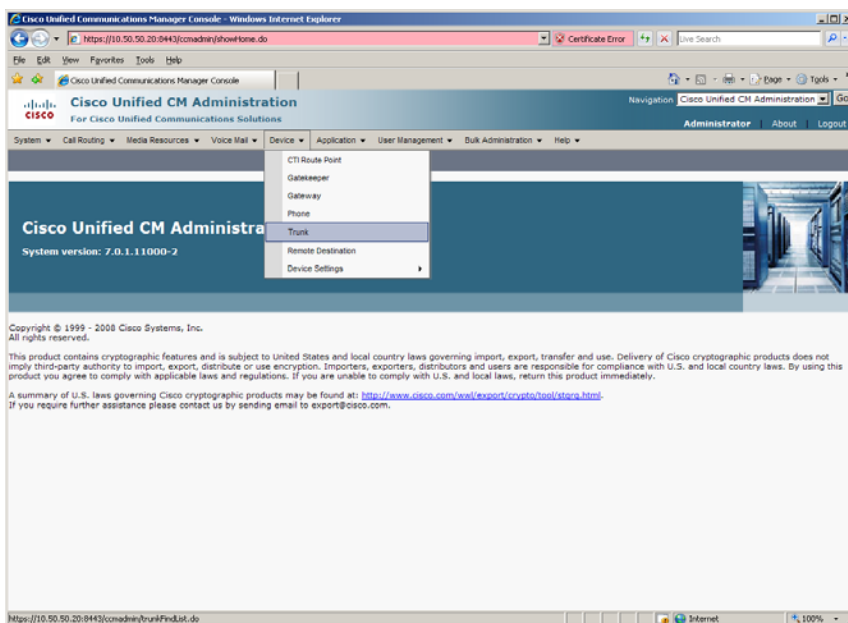 Cisco Unified Communications Manager Console - Windows Internet Explorer
https://10.50.50.20:8443/ccmadmin/showHome.do
Certificate Error
Live Search
File Edit View Favorites Tools Help
Cisco Unified Communications Manager Console
Page Tools
CISCO
Cisco Unified CM Administration
For Cisco Unified Communications Solutions
Navigation Cisco Unified CM Administration Go
Administrator About Logout
System Call Routing Media Resources Voice Mail Device Application User Management Bulk Administration Help
CTI Route Point
Gatekeeper
Gateway
Phone
Trunk
Remote Destination
Device Settings
Cisco Unified CM Administra
System version: 7.0.1.11000-2
Copyright © 1999 - 2008 Cisco Systems, Inc.
All rights reserved.
This product contains cryptographic features and is subject to United States and local country laws governing import, export, transfer and use. Delivery of Cisco cryptographic products does not
imply third-party authority to import, export, distribute or use encryption. Importers, exporters, distributors and users are responsible for compliance with U.S. and local country laws. By using this
product you agree to comply with applicable laws and regulations. If you are unable to comply with U.S. and local laws, return this product immediately.
A summary of U.S. laws governing Cisco cryptographic products may be found at: http://www.cisco.com/wwl/export/crypto/tool/stqrg.html.
If you require further assistance please contact us by sending email to export@cisco.com.
https://10.50.50.20:8443/ccmadmin/trunkFindList.do
Internet
100%